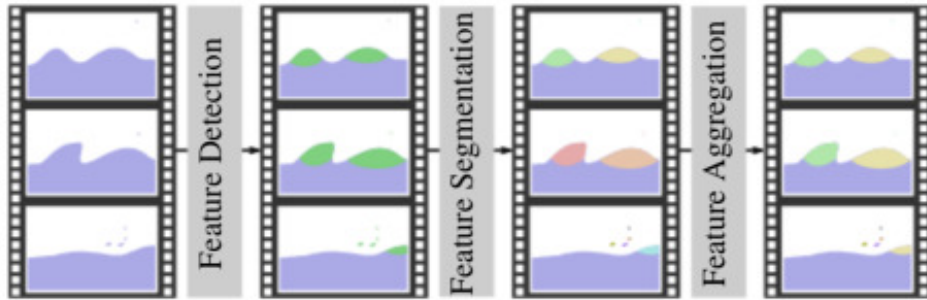 Feature Detection
Feature Segmentation
Feature Aggregation